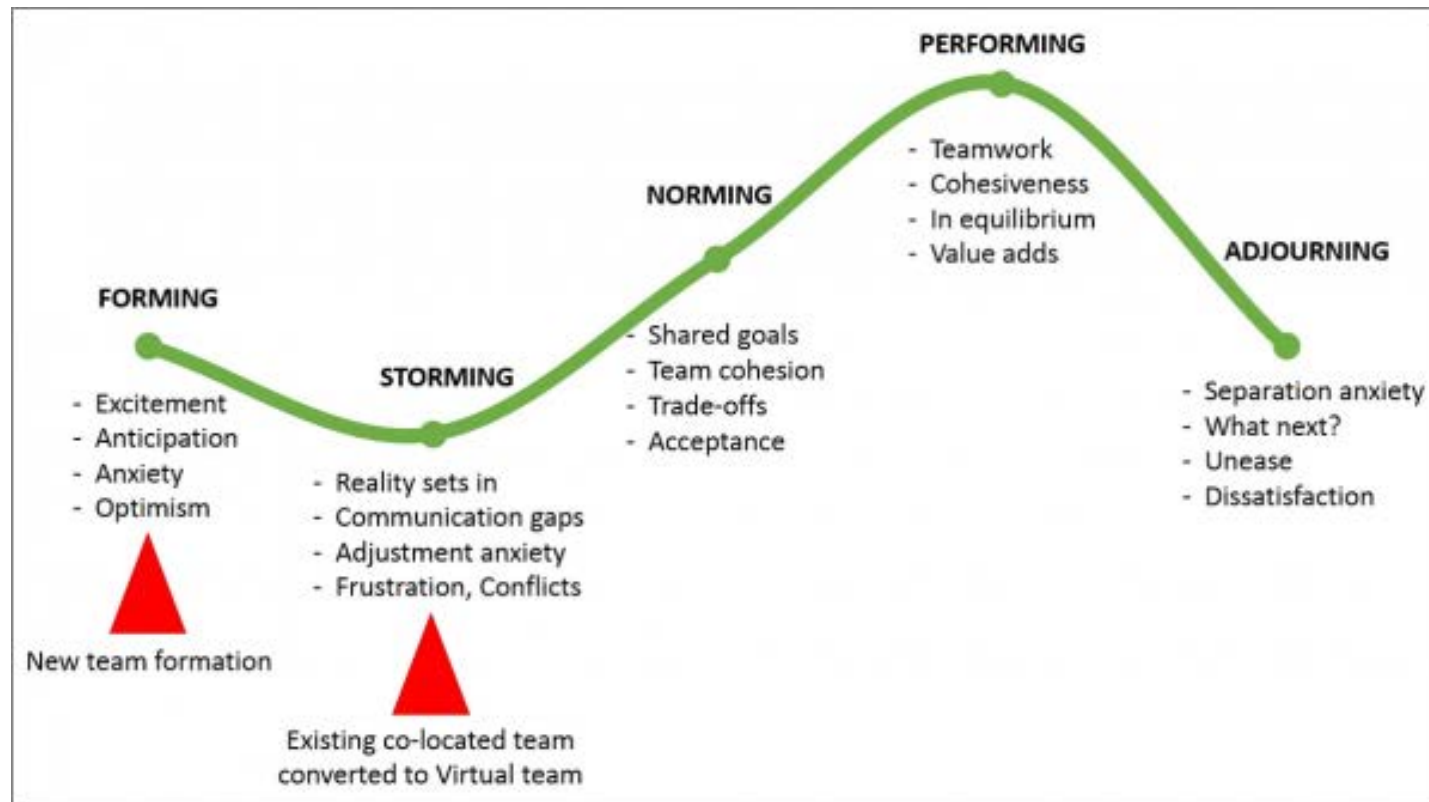 PERFORMING
- Teamwork
- Cohesiveness
- In equilibrium
- Value adds
NORMING
- Shared goals
- Team cohesion
- Trade-offs
- Acceptance
ADJOURNING
- Separation anxiety
- What next?
- Unease
- Dissatisfaction
FORMING
- Excitement
- Anticipation
- Anxiety
- Optimism
New team formation
STORMING
- Reality sets in
- Communication gaps
- Adjustment anxiety
- Frustration, Conflicts
Existing co-located team
converted to Virtual team